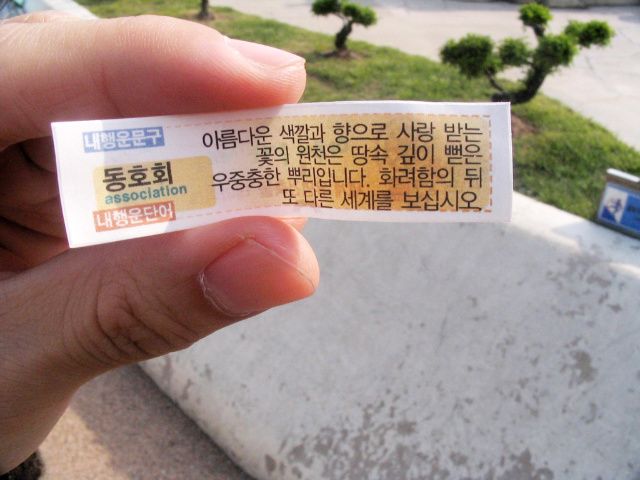 내행운문구
동호회
association
내행운단어
아름다운 색깔과 향으로 사랑 받는
꽃의 원천은 땅속 깊이 뻗은
우중충한 뿌리입니다. 화려함의 뒤
또 다른 세계를 보십시오